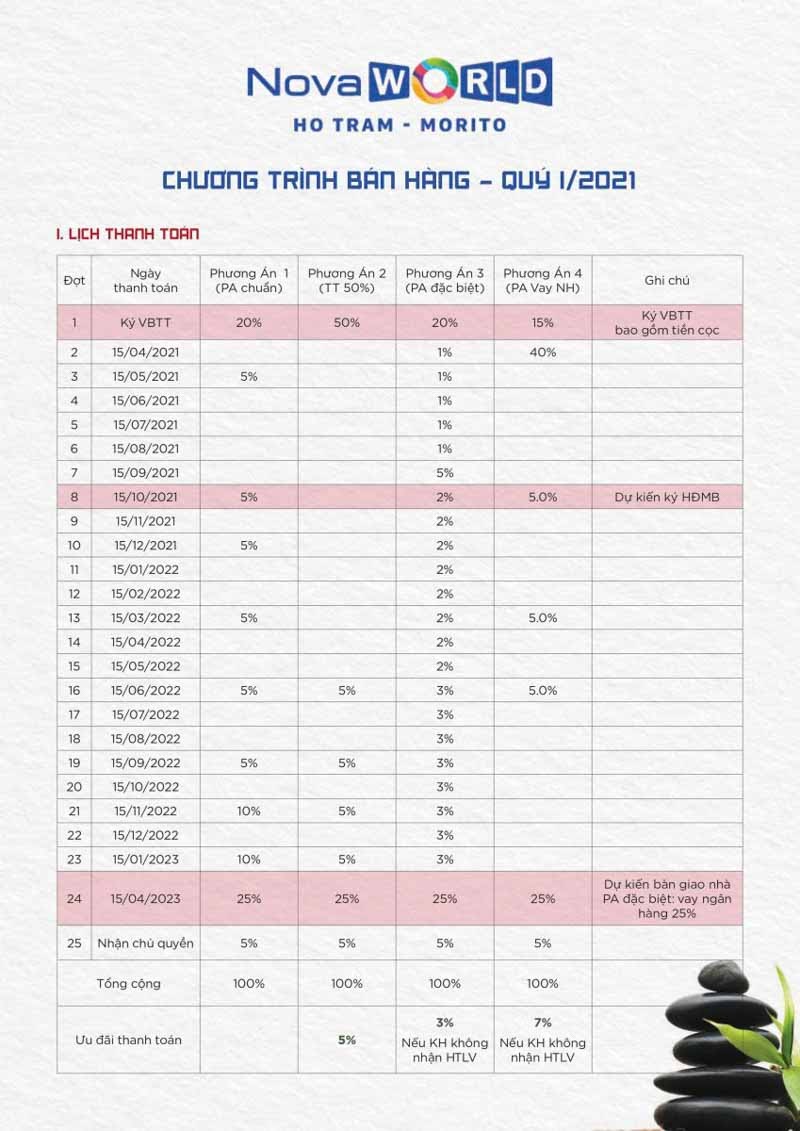 NovaWORLD
HO TRAM - MORITO
CHƯƠNG TRÌNH BÁN HÀNG - QUÝ I/2021
I. LỊCH THANH TOÁN
Đợt Ngày thanh toán Phương Án 1 (PA chuẩn) Phương Án 2 (TT 50%) Phương Án 3 (PA đặc biệt) Phương Án 4 (PA Vay NH) Ghi chú
1 Ký VBTT 20% 50% 20% 15% Ký VBTT bao gồm tiền cọc
2 15/04/2021 1% 40%
3 15/05/2021 5% 1%
4 15/06/2021 1%
5 15/07/2021 1%
6 15/08/2021 1%
7 15/09/2021 5%
8 15/10/2021 5% 2% 5.0% Dự kiến ký HĐMB
9 15/11/2021 2%
10 15/12/2021 5% 2%
11 15/01/2022 2%
12 15/02/2022 2%
13 15/03/2022 5% 2% 5.0%
14 15/04/2022 2%
15 15/05/2022 2%
16 15/06/2022 5% 5% 3% 5.0%
17 15/07/2022 3%
18 15/08/2022 3%
19 15/09/2022 5% 5% 3%
20 15/10/2022 3%
21 15/11/2022 10% 5% 3%
22 15/12/2022 3%
23 15/01/2023 10% 5% 3%
24 15/04/2023 25% 25% 25% 25% Dự kiến bàn giao nhà PA đặc biệt: vay ngân hàng 25%
25 Nhận chủ quyền 5% 5% 5% 5%
Tổng cộng 100% 100% 100% 100%
Ưu đãi thanh toán 5% 3% Nếu KH không nhận HTLV 7% Nếu KH không nhận HTLV